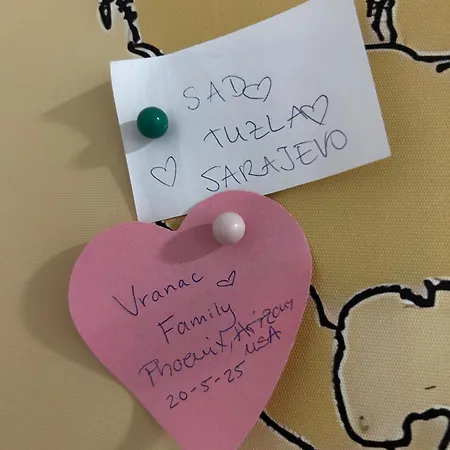 SAD♡
TUZLA♡
♡ SARAJEVO
Vranac ♡
Family
Phoenix, Arizona,
USA
20-5-25